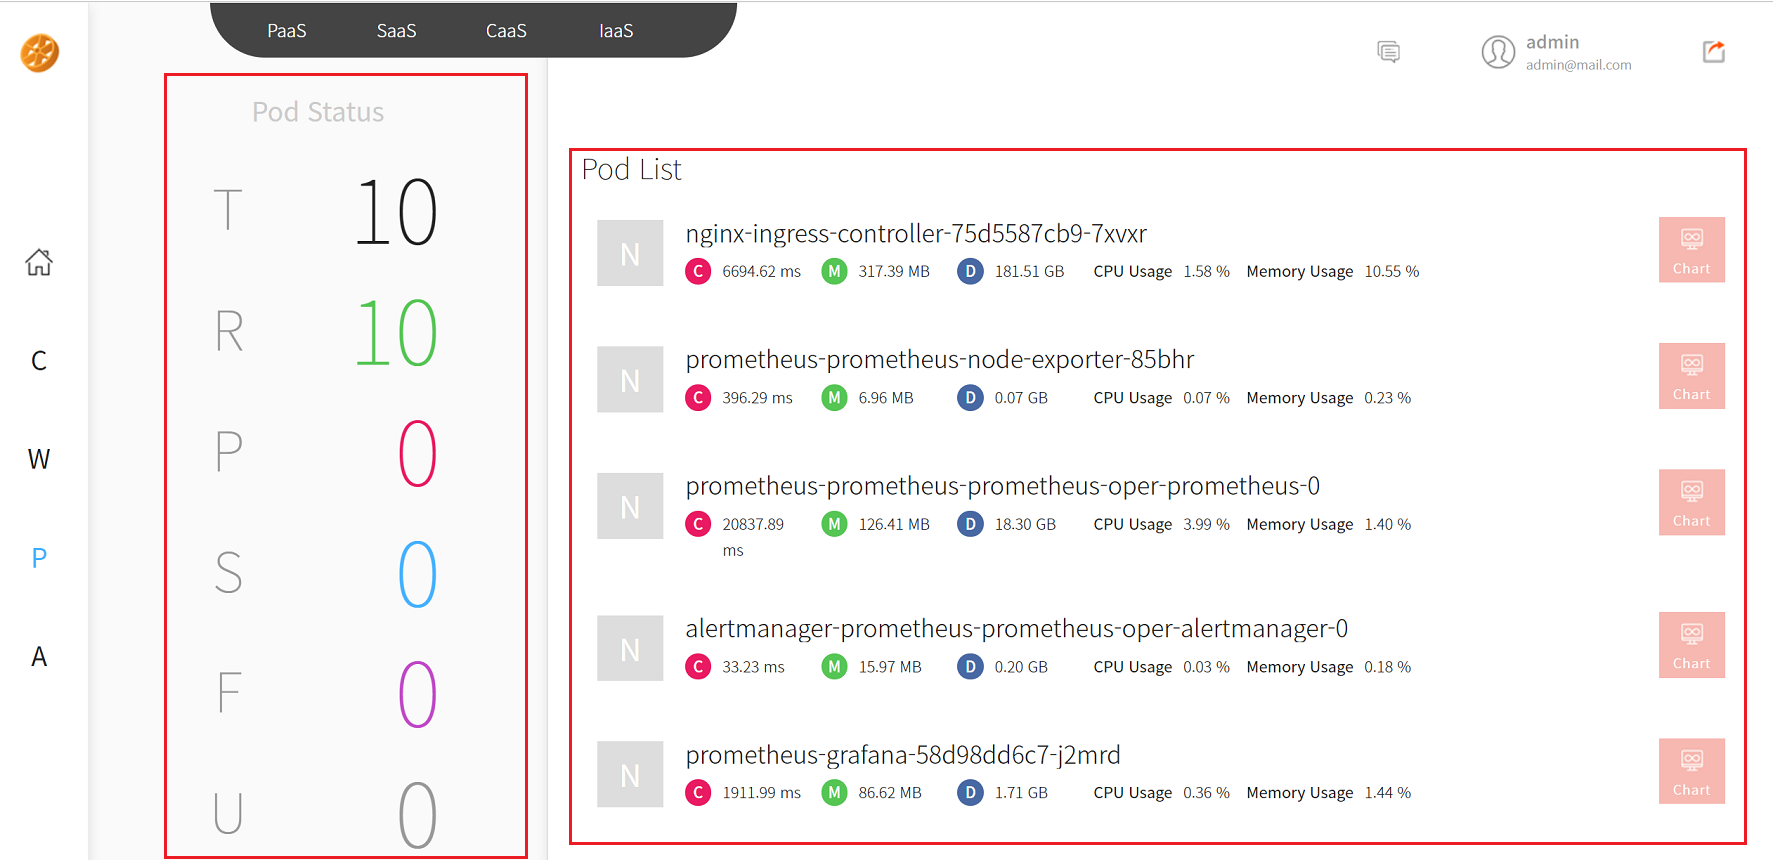 PaaS SaaS CaaS IaaS
admin
admin@mail.com
C
W
P
A
Pod Status
T 10
R 10
P 0
S 0
F 0
U 0
Pod List
N
nginx-ingress-controller-75d5587cb9-7xvxr
C 6694.62 ms M 317.39 MB D 181.51 GB CPU Usage 1.58 % Memory Usage 10.55 %
Chart
N
prometheus-prometheus-node-exporter-85bhr
C 396.29 ms M 6.96 MB D 0.07 GB CPU Usage 0.07 % Memory Usage 0.23 %
Chart
N
prometheus-prometheus-prometheus-oper-prometheus-0
C 20837.89 M 126.41 MB D 18.30 GB CPU Usage 3.99 % Memory Usage 1.40 %
ms
Chart
N
alertmanager-prometheus-prometheus-oper-alertmanager-0
C 33.23 ms M 15.97 MB D 0.20 GB CPU Usage 0.03 % Memory Usage 0.18 %
Chart
N
prometheus-grafana-58d98dd6c7-j2mrd
C 1911.99 ms M 86.62 MB D 1.71 GB CPU Usage 0.36 % Memory Usage 1.44 %
Chart